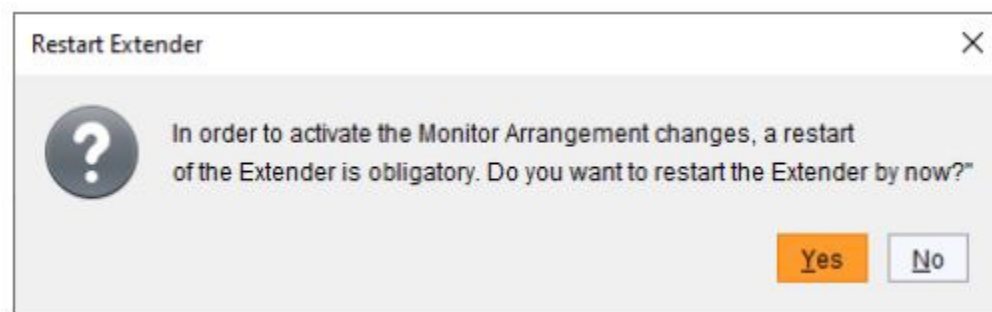 Restart Extender
In order to activate the Monitor Arrangement changes, a restart
of the Extender is obligatory. Do you want to restart the Extender by now?"
Yes
No